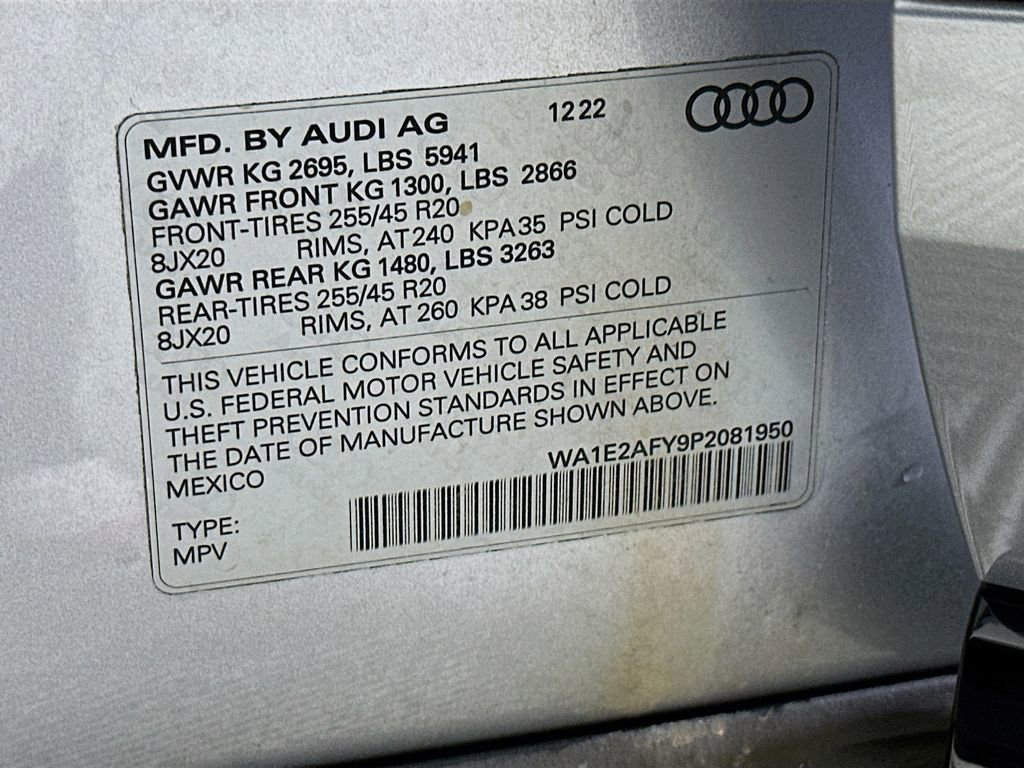 MFD. BY AUDI AG 12 22
GVWR KG 2695, LBS 5941
GAWR FRONT KG 1300, LBS 2866
FRONT-TIRES 255/45 R20
8JX20 RIMS, AT 240 KPA 35 PSI COLD
GAWR REAR KG 1480, LBS 3263
REAR-TIRES 255/45 R20
8JX20 RIMS, AT 260 KPA 38 PSI COLD
THIS VEHICLE CONFORMS TO ALL APPLICABLE
U.S. FEDERAL MOTOR VEHICLE SAFETY AND
THEFT PREVENTION STANDARDS IN EFFECT ON
THE DATE OF MANUFACTURE SHOWN ABOVE.
MEXICO WA1E2AFY9P2081950
TYPE:
MPV